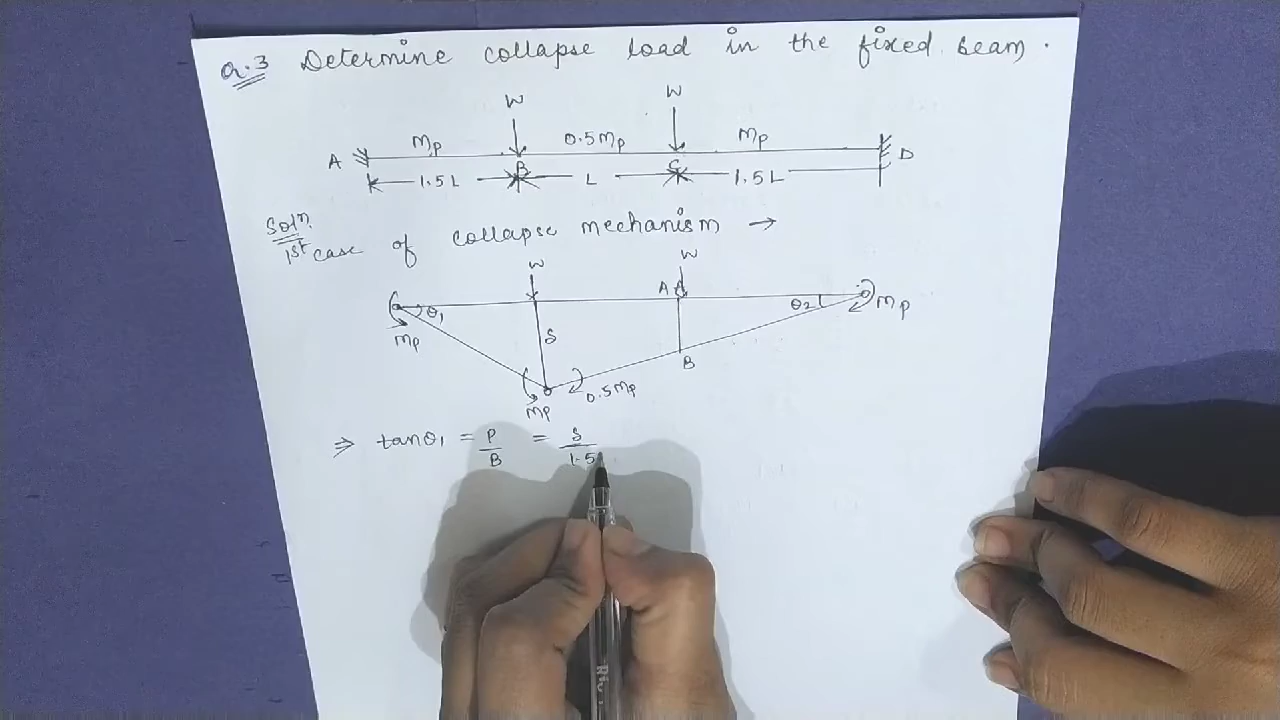 Q.3 Determine collapse load in the fixed beam.
W W
A Mp B 0.5Mp C Mp D
1.5L L 1.5L
Solⁿ.
1st case of collapse mechanism →
W W
θ1 A θ2 Mp
Mp S B
Mp 0.5Mp
⇒ tanθ1 = P/B = S/1.5